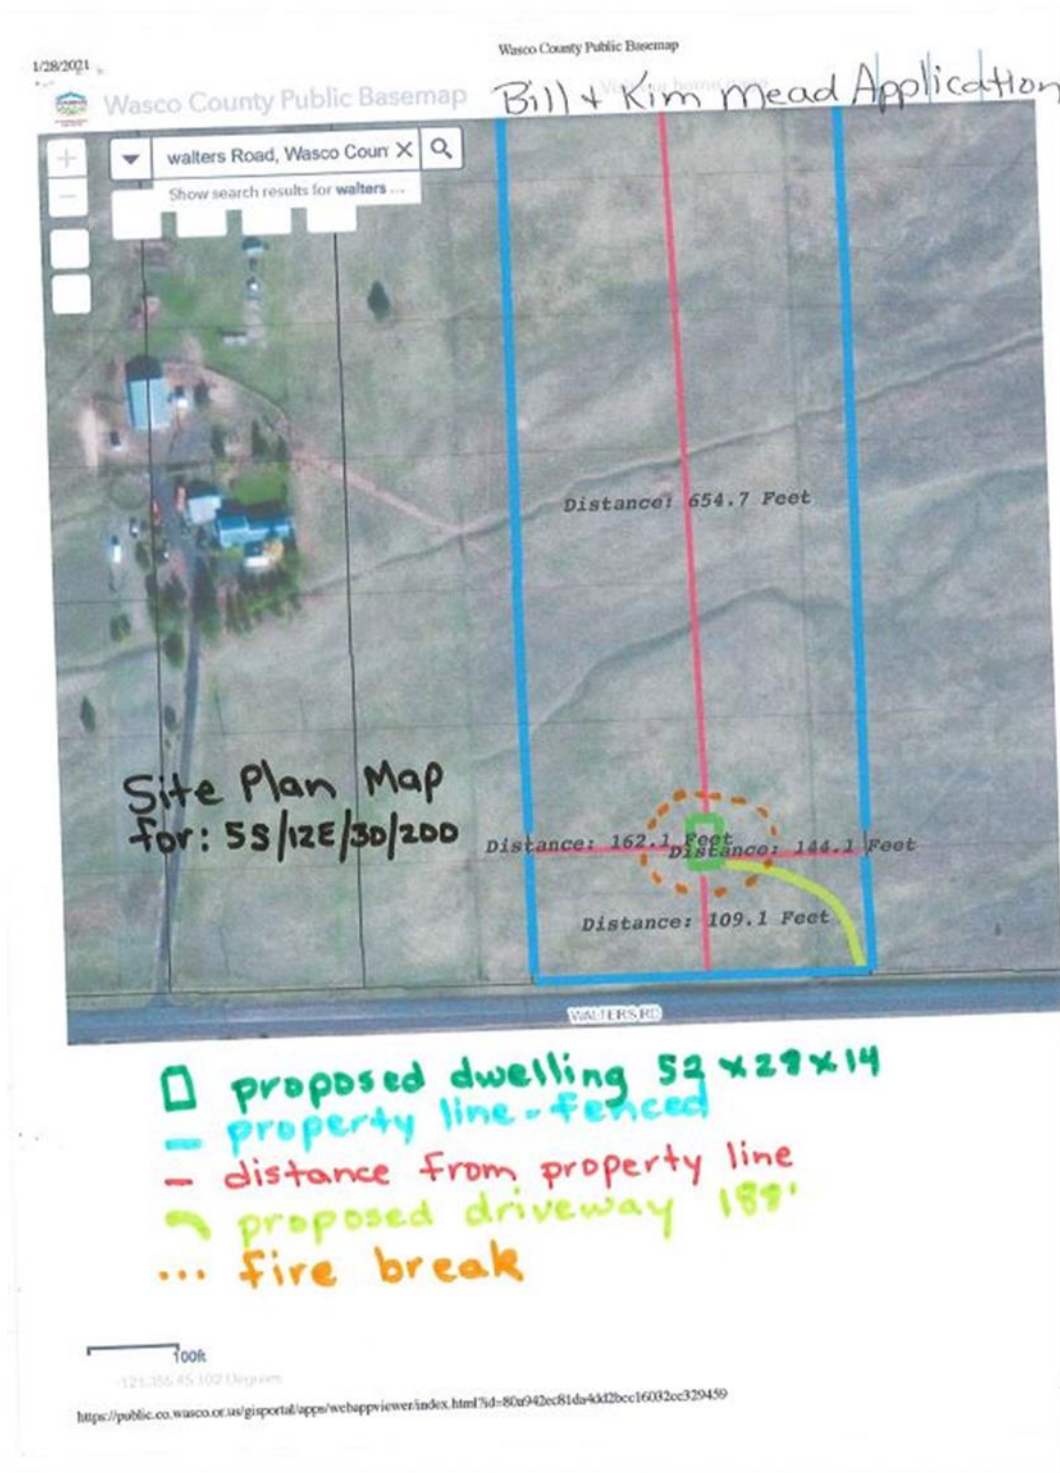 Wasco County Public Basemap
1/28/2021
Wasco County Public Basemap
Bill + Kim Mead Application
walters Road, Wasco Coun
Show search results for walters ...
Distance: 654.7 Feet
Site Plan Map
for: 5S/12E/30/200
Distance: 162.1 Feet
Distance: 144.1 Feet
Distance: 109.1 Feet
WALTERS RD
proposed dwelling 52x28x14
property line - fenced
distance from property line
proposed driveway 188'
... fire break
100ft